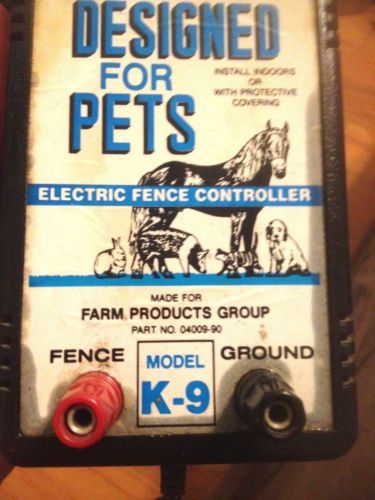 DESIGNED
FOR
PETS
INSTALL INDOORS
OR
WITH PROTECTIVE
COVERING
ELECTRIC FENCE CONTROLLER
MADE FOR
FARM PRODUCTS GROUP
PART NO. 04009-90
FENCE
MODEL
K-9
GROUND